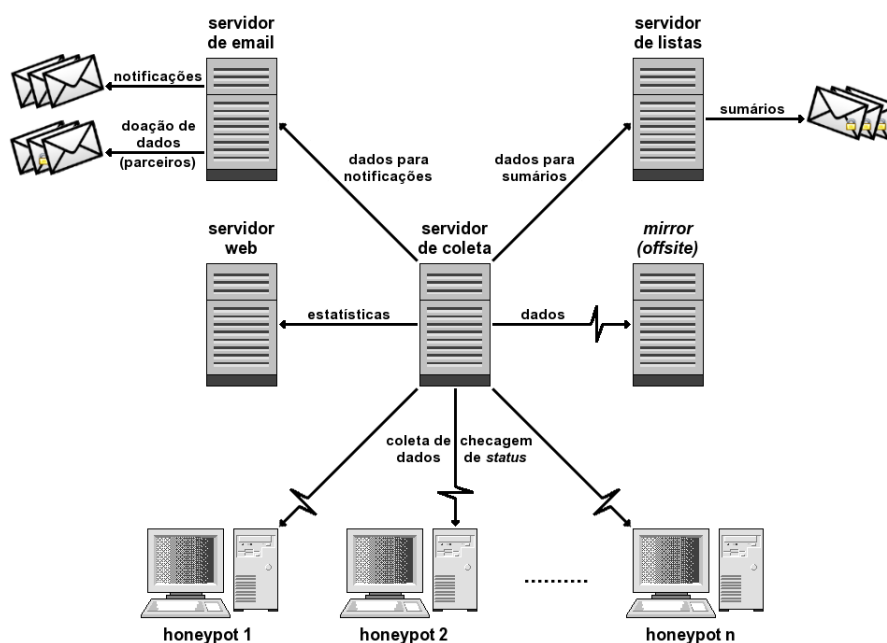 servidor
de email
servidor
de listas
notificações
doação de
dados
(parceiros)
sumários
dados para
notificações
dados para
sumários
servidor
web
servidor
de coleta
mirror
(offsite)
estatísticas
dados
coleta de
dados
checagem
de status
honeypot 1
honeypot 2
honeypot n